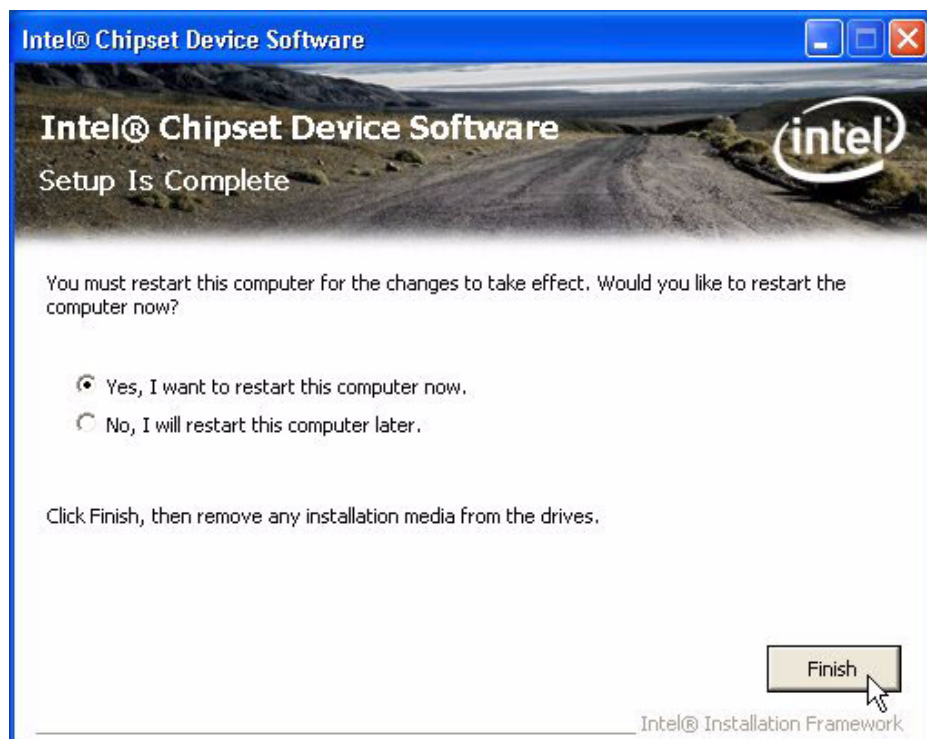 Intel® Chipset Device Software
Intel® Chipset Device Software
intel
Setup Is Complete
You must restart this computer for the changes to take effect. Would you like to restart the
computer now?
Yes, I want to restart this computer now.
No, I will restart this computer later.
Click Finish, then remove any installation media from the drives.
Finish
Intel® Installation Framework